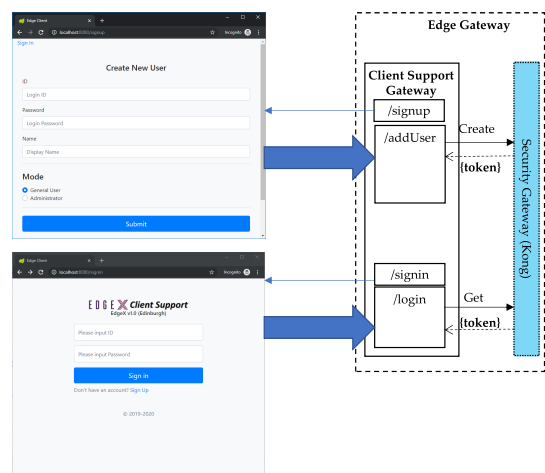 Edge Client
localhost:8080/signup
Incognito
Sign in
Create New User
ID
Login ID
Password
Login Password
Name
Display Name
Mode
General User
Administrator
Submit
Edge Client
localhost:8080/signin
Incognito
EDGE X Client Support
EdgeX v1.0 (Edinburgh)
Please input ID
Please input Password
Sign in
Don't have an account? Sign Up
© 2019-2020
Edge Gateway
Client Support
Gateway
/signup
/addUser
Create
{token}
/signin
/login
Get
{token}
Security Gateway (Kong)